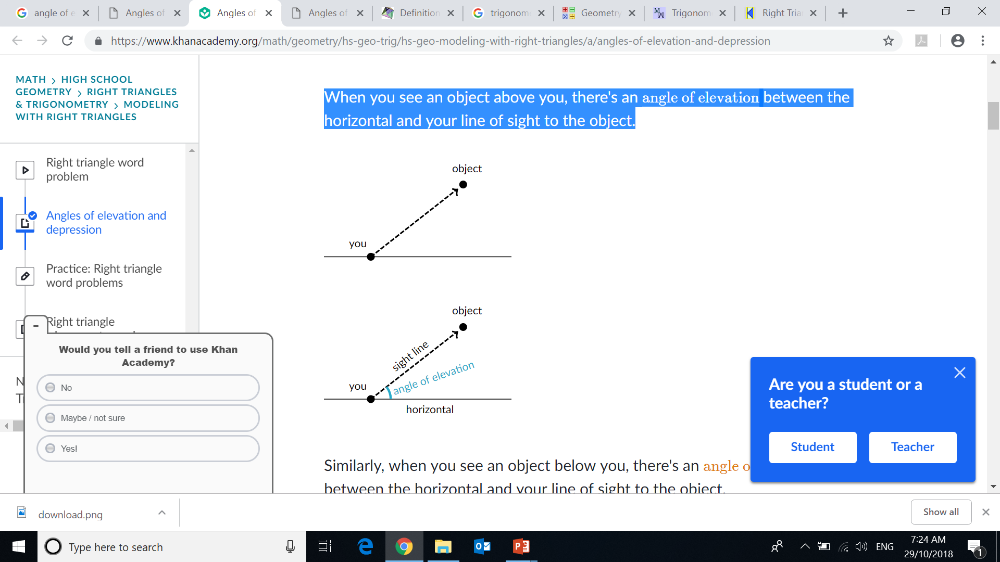 angle of e
Angles of
Angles of
Angles of
Definition
trigonom
Geometry
Trigonom
Right Tria
https://www.khanacademy.org/math/geometry/hs-geo-trig/hs-geo-modeling-with-right-triangles/a/angles-of-elevation-and-depression
MATH > HIGH SCHOOL
GEOMETRY > RIGHT TRIANGLES
& TRIGONOMETRY > MODELING
WITH RIGHT TRIANGLES
Right triangle word
problem
Angles of elevation and
depression
Practice: Right triangle
word problems
Right triangle
Would you tell a friend to use Khan
Academy?
No
Maybe / not sure
Yes!
When you see an object above you, there's an angle of elevation between the
horizontal and your line of sight to the object.
object
you
object
sight line
angle of elevation
you
horizontal
Similarly, when you see an object below you, there's an angle o
between the horizontal and your line of sight to the object.
Are you a student or a
teacher?
Student
Teacher
download.png
Show all
Type here to search
ENG
7:24 AM
29/10/2018
1